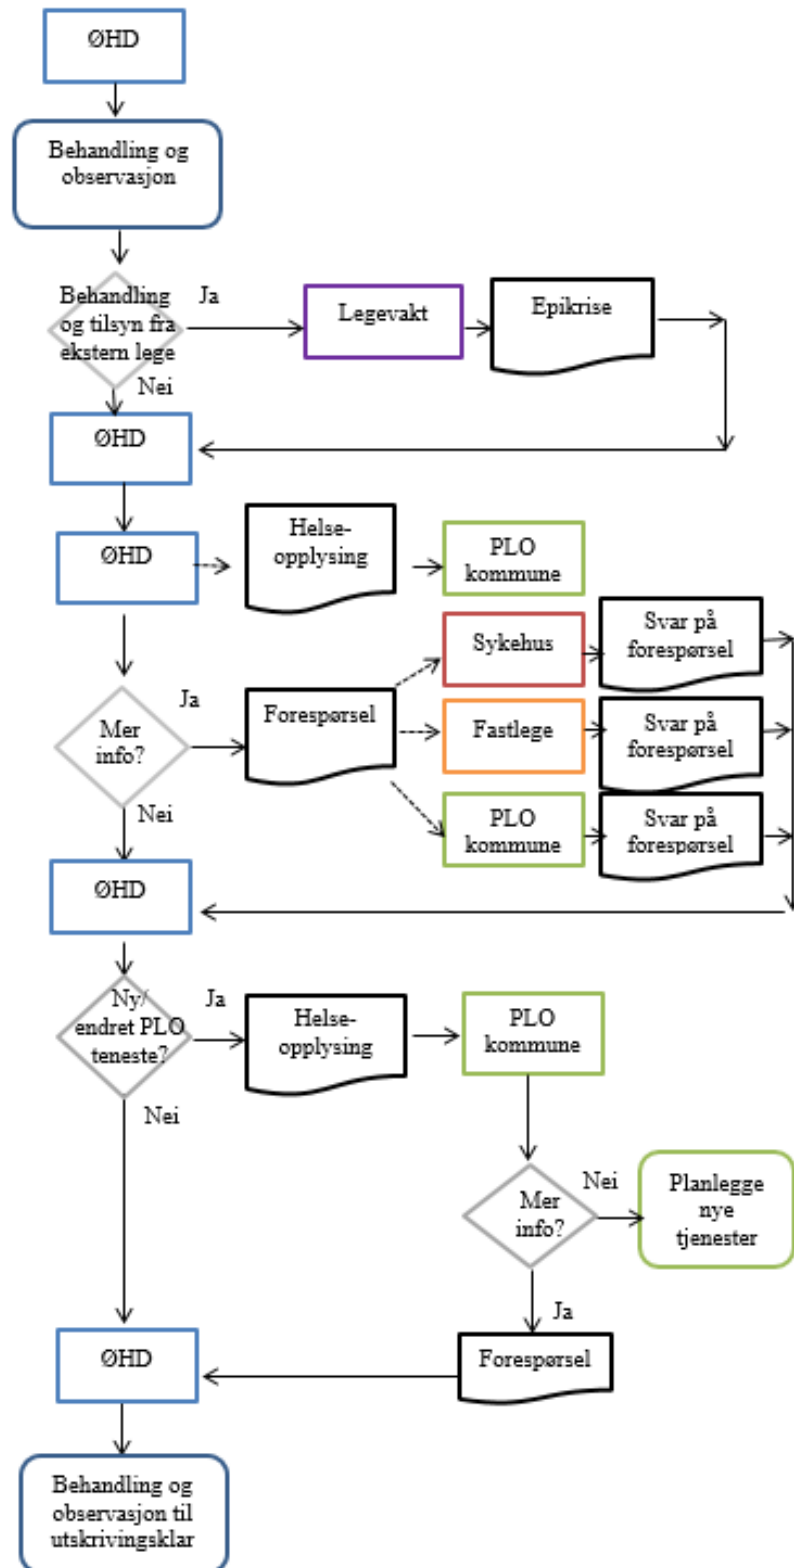 ØHD
Behandling og
observasjon
Behandling
og tilsyn fra
ekstern lege
Ja
Legevakt
Epikrise
Nei
ØHD
ØHD
Helse-
opplysing
PLO
kommune
Mer
info?
Ja
Forespørsel
Sykehus
Svar på
forespørsel
Fastlege
Svar på
forespørsel
PLO
kommune
Svar på
forespørsel
Nei
ØHD
Ny/
endret PLO
teneste?
Ja
Helse-
opplysing
PLO
kommune
Nei
Mer
info?
Nei
Planlegge
nye
tjenester
Ja
Forespørsel
ØHD
Behandling og
observasjon til
utskrivingsklar